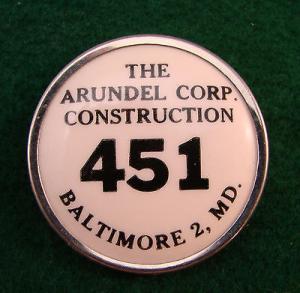 THE
ARUNDEL CORP.
CONSTRUCTION
451
BALTIMORE 2, MD.